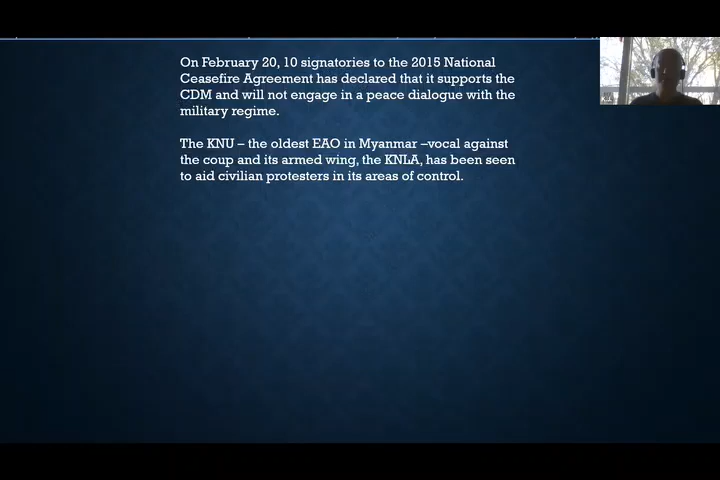 On February 20, 10 signatories to the 2015 National
Ceasefire Agreement has declared that it supports the
CDM and will not engage in a peace dialogue with the
military regime.
The KNU – the oldest EAO in Myanmar –vocal against
the coup and its armed wing, the KNLA, has been seen
to aid civilian protesters in its areas of control.